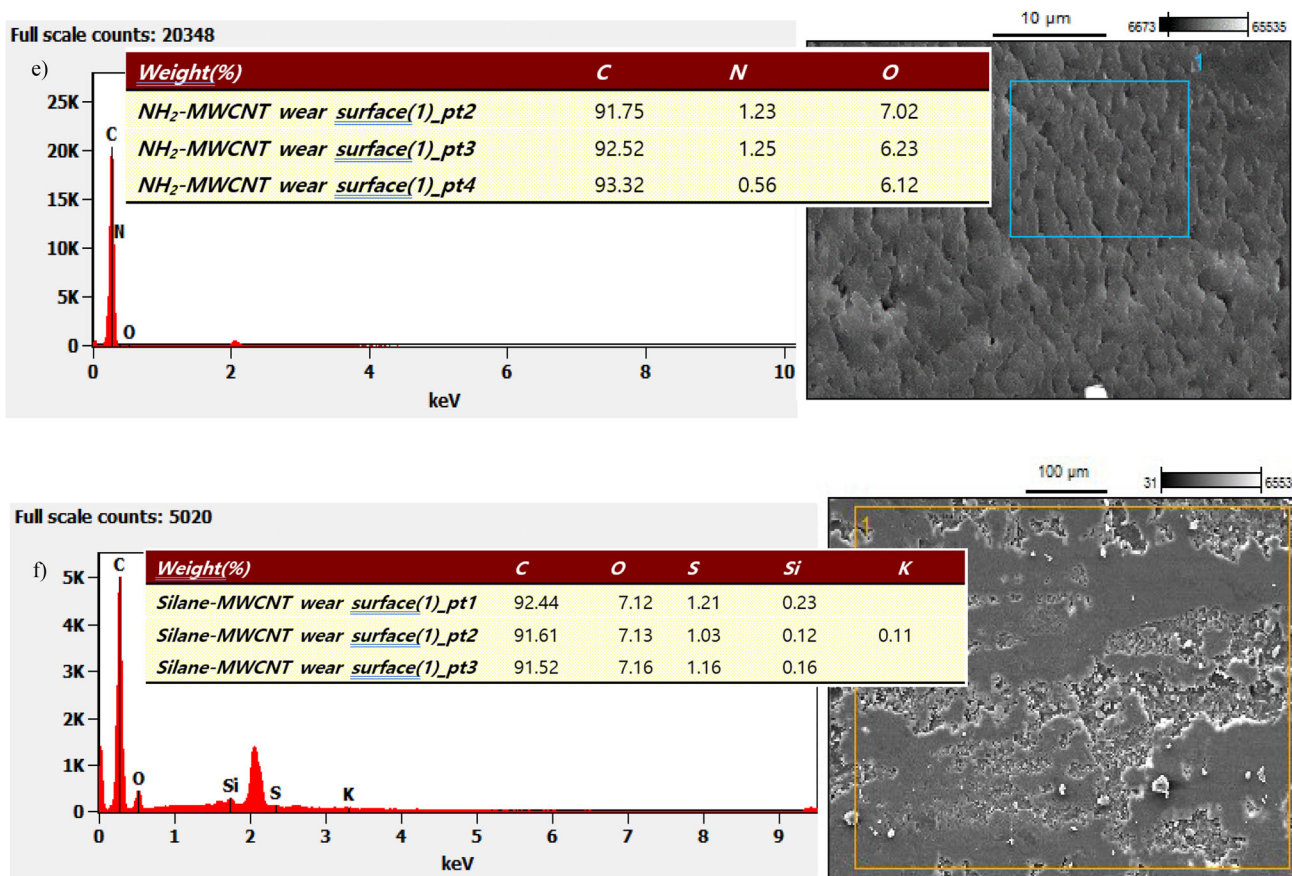 Full scale counts: 20348
10 µm
6673 65535
e)
Weight(%) C N O
NH₂-MWCNT wear surface(1)_pt2 91.75 1.23 7.02
NH₂-MWCNT wear surface(1)_pt3 92.52 1.25 6.23
NH₂-MWCNT wear surface(1)_pt4 93.32 0.56 6.12
1
25K
20K
15K
10K
5K
0
C
N
O
0 2 4 6 8 10
keV
Full scale counts: 5020
100 µm
31 6553
f)
Weight(%) C O S Si K
Silane-MWCNT wear surface(1)_pt1 92.44 7.12 1.21 0.23
Silane-MWCNT wear surface(1)_pt2 91.61 7.13 1.03 0.12 0.11
Silane-MWCNT wear surface(1)_pt3 91.52 7.16 1.16 0.16
1
5K
4K
3K
2K
1K
0
C
O
Si
S
K
0 1 2 3 4 5 6 7 8 9
keV